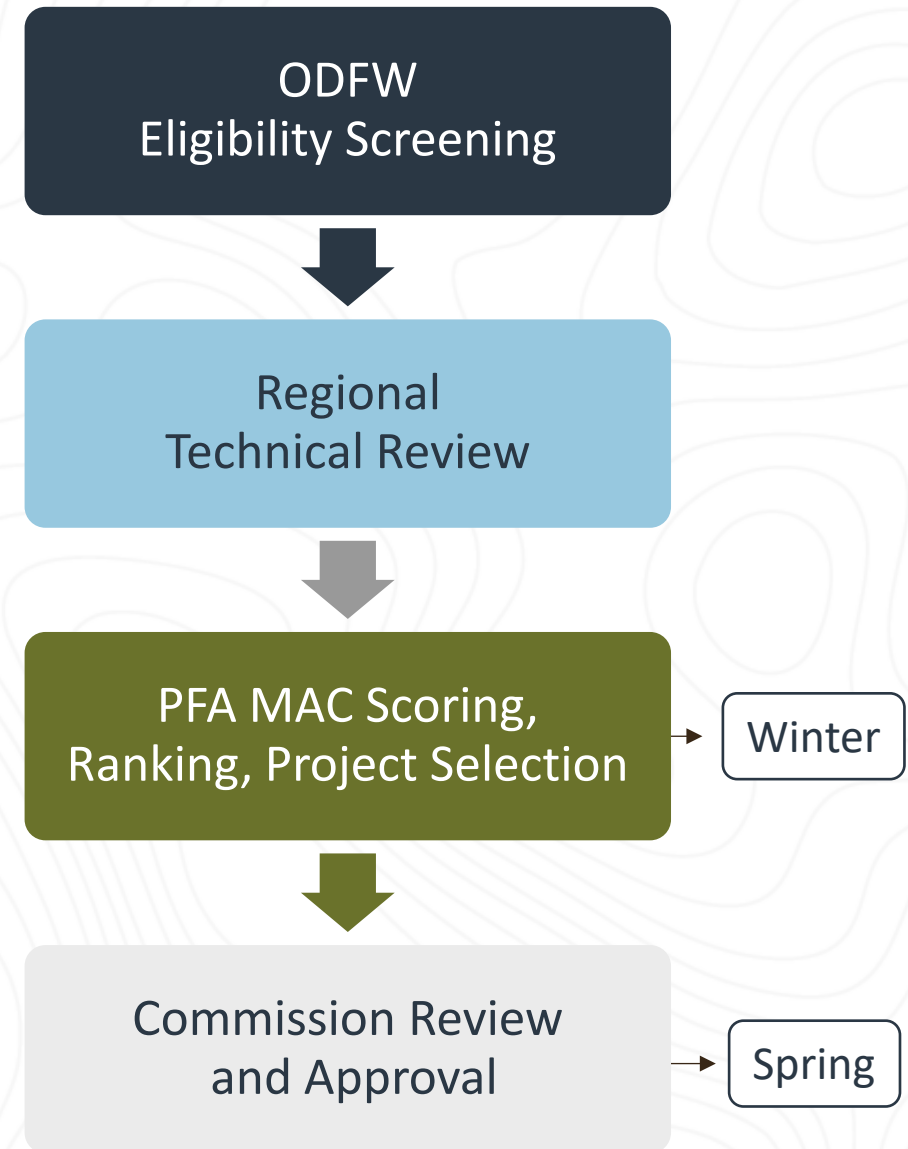 ODFW
Eligibility Screening
Regional
Technical Review
PFA MAC Scoring,
Ranking, Project Selection
Winter
Commission Review
and Approval
Spring